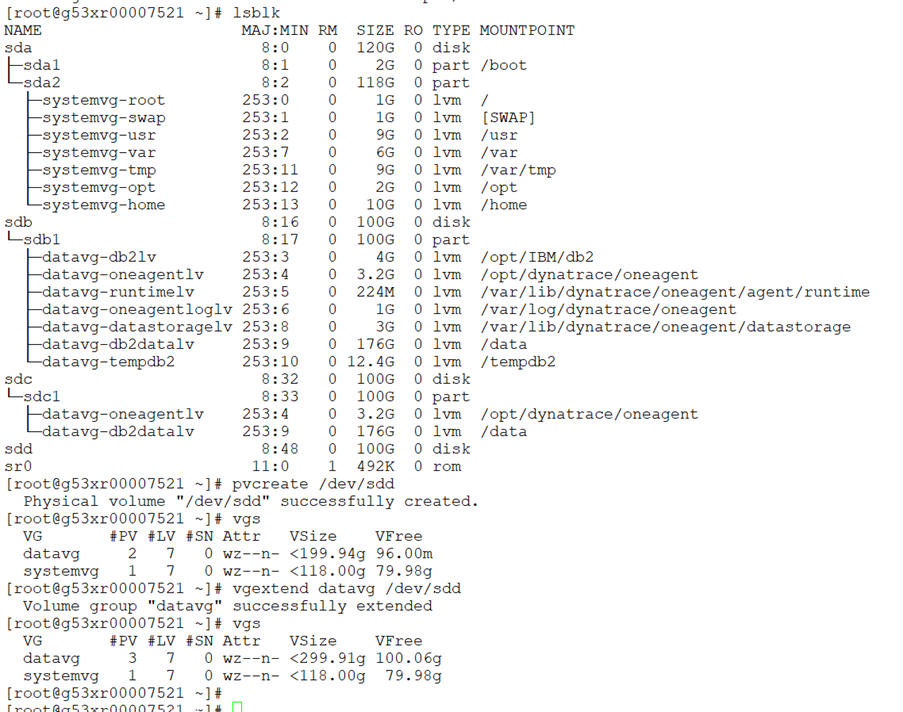 [root@g53xr00007521 ~]# lsblk
NAME MAJ:MIN RM SIZE RO TYPE MOUNTPOINT
sda 8:0 0 120G 0 disk
├─sda1 8:1 0 2G 0 part /boot
└─sda2 8:2 0 118G 0 part
├─systemvg-root 253:0 0 1G 0 lvm /
├─systemvg-swap 253:1 0 1G 0 lvm [SWAP]
├─systemvg-usr 253:2 0 9G 0 lvm /usr
├─systemvg-var 253:7 0 6G 0 lvm /var
├─systemvg-tmp 253:11 0 9G 0 lvm /var/tmp
├─systemvg-opt 253:12 0 2G 0 lvm /opt
└─systemvg-home 253:13 0 10G 0 lvm /home
sdb 8:16 0 100G 0 disk
└─sdb1 8:17 0 100G 0 part
├─datavg-db2lv 253:3 0 4G 0 lvm /opt/IBM/db2
├─datavg-oneagentlv 253:4 0 3.2G 0 lvm /opt/dynatrace/oneagent
├─datavg-runtimelv 253:5 0 224M 0 lvm /var/lib/dynatrace/oneagent/agent/runtime
├─datavg-oneagentloglv 253:6 0 1G 0 lvm /var/log/dynatrace/oneagent
├─datavg-datastoragelv 253:8 0 3G 0 lvm /var/lib/dynatrace/oneagent/datastorage
├─datavg-db2datalv 253:9 0 176G 0 lvm /data
└─datavg-tempdb2 253:10 0 12.4G 0 lvm /tempdb2
sdc 8:32 0 100G 0 disk
└─sdc1 8:33 0 100G 0 part
├─datavg-oneagentlv 253:4 0 3.2G 0 lvm /opt/dynatrace/oneagent
└─datavg-db2datalv 253:9 0 176G 0 lvm /data
sdd 8:48 0 100G 0 disk
sr0 11:0 1 492K 0 rom
[root@g53xr00007521 ~]# pvcreate /dev/sdd
Physical volume "/dev/sdd" successfully created.
[root@g53xr00007521 ~]# vgs
VG #PV #LV #SN Attr VSize VFree
datavg 2 7 0 wz--n- <199.94g 96.00m
systemvg 1 7 0 wz--n- <118.00g 79.98g
[root@g53xr00007521 ~]# vgextend datavg /dev/sdd
Volume group "datavg" successfully extended
[root@g53xr00007521 ~]# vgs
VG #PV #LV #SN Attr VSize VFree
datavg 3 7 0 wz--n- <299.91g 100.06g
systemvg 1 7 0 wz--n- <118.00g 79.98g
[root@g53xr00007521 ~]#
[root@g53xr00007521 ~]#